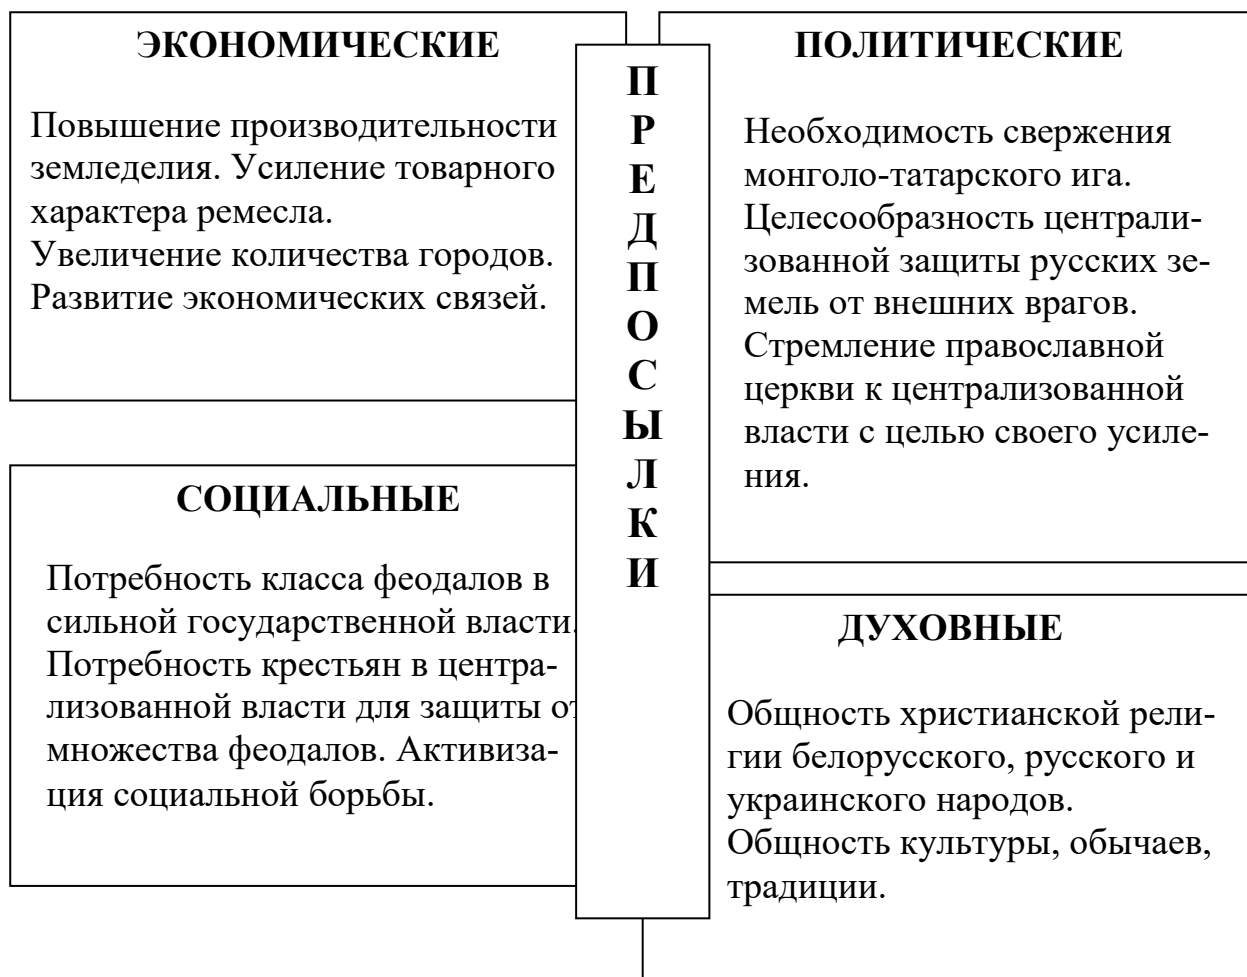 ЭКОНОМИЧЕСКИЕ
Повышение производительности
земледелия. Усиление товарного
характера ремесла.
Увеличение количества городов.
Развитие экономических связей.
СОЦИАЛЬНЫЕ
Потребность класса феодалов в
сильной государственной власти.
Потребность крестьян в центра-
лизованной власти для защиты от
множества феодалов. Активиза-
ция социальной борьбы.
П
Р
Е
Д
П
О
С
Ы
Л
К
И
ПОЛИТИЧЕСКИЕ
Необходимость свержения
монголо-татарского ига.
Целесообразность централи-
зованной защиты русских зе-
мель от внешних врагов.
Стремление православной
церкви к централизованной
власти с целью своего усиле-
ния.
ДУХОВНЫЕ
Общность христианской рели-
гии белорусского, русского и
украинского народов.
Общность культуры, обычаев,
традиции.